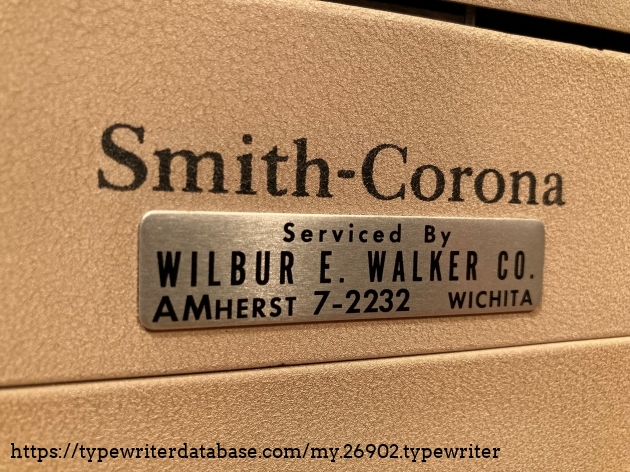 Smith-Corona
Serviced By
WILBUR E. WALKER CO.
AMHERST 7-2232 WICHITA
https://typewriterdatabase.com/my.26902.typewriter